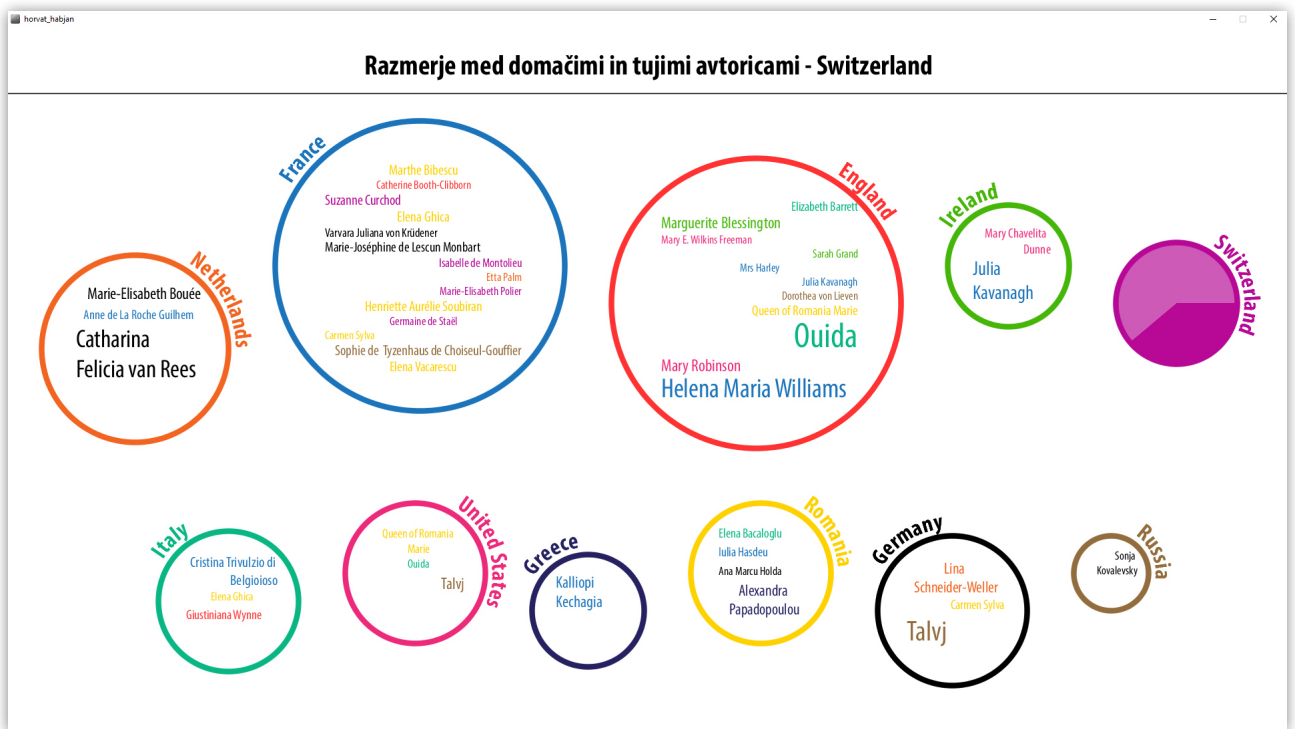 horvat_habjan
Razmerje med domačimi in tujimi avtoricami - Switzerland
Netherlands
Marie-Elisabeth Bouée
Anne de La Roche Guilhem
Catharina
Felicia van Rees
France
Marthe Bibescu
Catherine Booth-Clibborn
Suzanne Curchod
Elena Ghica
Varvara Juliana von Krüdener
Marie-Joséphine de Lescun Monbart
Isabelle de Montolieu
Etta Palm
Marie-Elisabeth Polier
Henriette Aurélie Soubiran
Germaine de Staël
Carmen Sylva
Sophie de Tyzenhaus de Choiseul-Gouffier
Elena Vacarescu
England
Elizabeth Barrett
Marguerite Blessington
Mary E. Wilkins Freeman
Sarah Grand
Mrs Harley
Julia Kavanagh
Dorothea von Lieven
Queen of Romania Marie
Ouida
Mary Robinson
Helena Maria Williams
Ireland
Mary Chavelita
Dunne
Julia
Kavanagh
Switzerland
Italy
Cristina Trivulzio di
Belgioioso
Elena Ghica
Giustiniana Wynne
United States
Queen of Romania
Marie
Ouida
Talvj
Greece
Kalliopi
Kechagia
Romania
Elena Bacaloglu
Iulia Hasdeu
Ana Marcu Holda
Alexandra
Papadopoulou
Germany
Lina
Schneider-Weller
Carmen Sylva
Talvj
Russia
Sonja
Kovalevsky